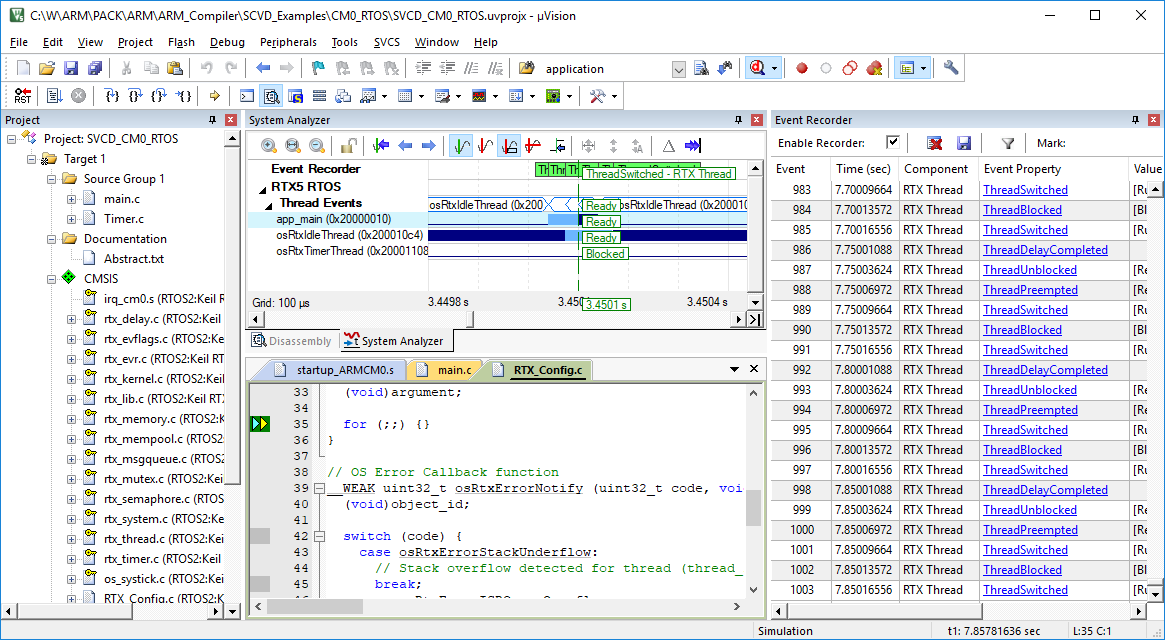 C:\W\ARM\PACK\ARM\ARM_Compiler\SCVD_Examples\CM0_RTOS\SVCD_CM0_RTOS.uvprojx - µVision
File Edit View Project Flash Debug Peripherals Tools SVCS Window Help
application
RST
Project
Project: SVCD_CM0_RTOS
Target 1
Source Group 1
main.c
Timer.c
Documentation
Abstract.txt
CMSIS
irq_cm0.s (RTOS2:Keil R
rtx_delay.c (RTOS2:Keil
rtx_evflags.c (RTOS2:Ke
rtx_evr.c (RTOS2:Keil RT
rtx_kernel.c (RTOS2:Kei
rtx_lib.c (RTOS2:Keil RTX
rtx_memory.c (RTOS2:K
rtx_mempool.c (RTOS2:
rtx_msgqueue.c (RTOS2
rtx_mutex.c (RTOS2:Kei
rtx_semaphore.c (RTOS
rtx_system.c (RTOS2:Ke
rtx_thread.c (RTOS2:Kei
rtx_timer.c (RTOS2:Keil
os_systick.c (RTOS2:Kei
RTX_Config.c (RTOS2:K
System Analyzer
Event Recorder
ThreadSwitched - RTX Thread
RTX5 RTOS
Thread Events
osRtxIdleThread (0x200
Ready
osRtxIdleThread (0x20001
app_main (0x20000010)
Ready
osRtxIdleThread (0x200010c4)
Ready
osRtxTimerThread (0x20001108
Blocked
Grid: 100 µs
3.4498 s
3.4501 s
3.4504 s
Disassembly
System Analyzer
startup_ARMCM0.s
main.c
RTX_Config.c
33 (void)argument;
34
35 for (;;) {}
36 }
37
38 // OS Error Callback function
39 __WEAK uint32_t osRtxErrorNotify (uint32_t code, voi
40 (void)object_id;
41
42 switch (code) {
43 case osRtxErrorStackUnderflow:
44 // Stack overflow detected for thread (thread_
45 break;
Event Recorder
Enable Recorder:
Mark:
Event Time (sec) Component Event Property Value
983 7.70009664 RTX Thread ThreadSwitched [Ru
984 7.70013572 RTX Thread ThreadBlocked [Bl
985 7.70016556 RTX Thread ThreadSwitched [Ru
986 7.75001088 RTX Thread ThreadDelayCompleted
987 7.75003624 RTX Thread ThreadUnblocked [Re
988 7.75006972 RTX Thread ThreadPreempted [Re
989 7.75009664 RTX Thread ThreadSwitched [Ru
990 7.75013572 RTX Thread ThreadBlocked [Bl
991 7.75016556 RTX Thread ThreadSwitched [Ru
992 7.80001088 RTX Thread ThreadDelayCompleted
993 7.80003624 RTX Thread ThreadUnblocked [Re
994 7.80006972 RTX Thread ThreadPreempted [Re
995 7.80009664 RTX Thread ThreadSwitched [Ru
996 7.80013572 RTX Thread ThreadBlocked [Bl
997 7.80016556 RTX Thread ThreadSwitched [Ru
998 7.85001088 RTX Thread ThreadDelayCompleted
999 7.85003624 RTX Thread ThreadUnblocked [Re
1000 7.85006972 RTX Thread ThreadPreempted [Re
1001 7.85009664 RTX Thread ThreadSwitched [Ru
1002 7.85013572 RTX Thread ThreadBlocked [Bl
1003 7.85016556 RTX Thread ThreadSwitched [Ru
Simulation
t1: 7.85781636 sec
L:35 C:1